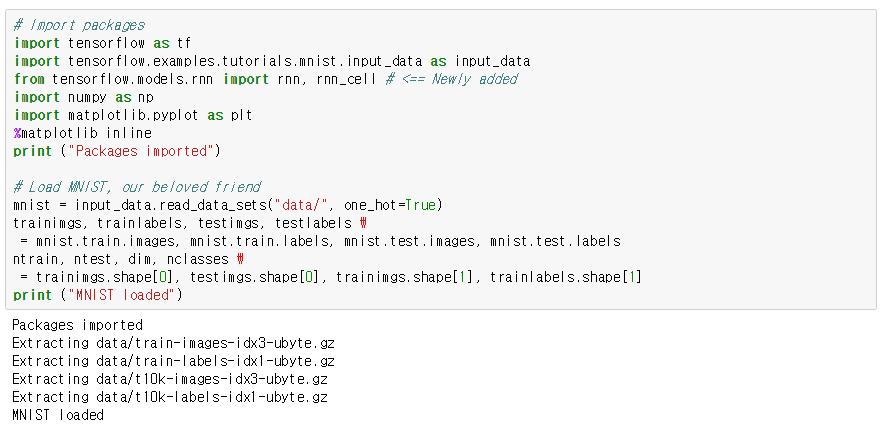 # Import packages
import tensorflow as tf
import tensorflow.examples.tutorials.mnist.input_data as input_data
from tensorflow.models.rnn import rnn, rnn_cell # <== Newly added
import numpy as np
import matplotlib.pyplot as plt
%matplotlib inline
print ("Packages imported")

# Load MNIST, our beloved friend
mnist = input_data.read_data_sets("data/", one_hot=True)
trainimgs, trainlabels, testimgs, testlabels ₩
 = mnist.train.images, mnist.train.labels, mnist.test.images, mnist.test.labels
ntrain, ntest, dim, nclasses ₩
 = trainimgs.shape[0], testimgs.shape[0], trainimgs.shape[1], trainlabels.shape[1]
print ("MNIST loaded")
Packages imported
Extracting data/train-images-idx3-ubyte.gz
Extracting data/train-labels-idx1-ubyte.gz
Extracting data/t10k-images-idx3-ubyte.gz
Extracting data/t10k-labels-idx1-ubyte.gz
MNIST loaded